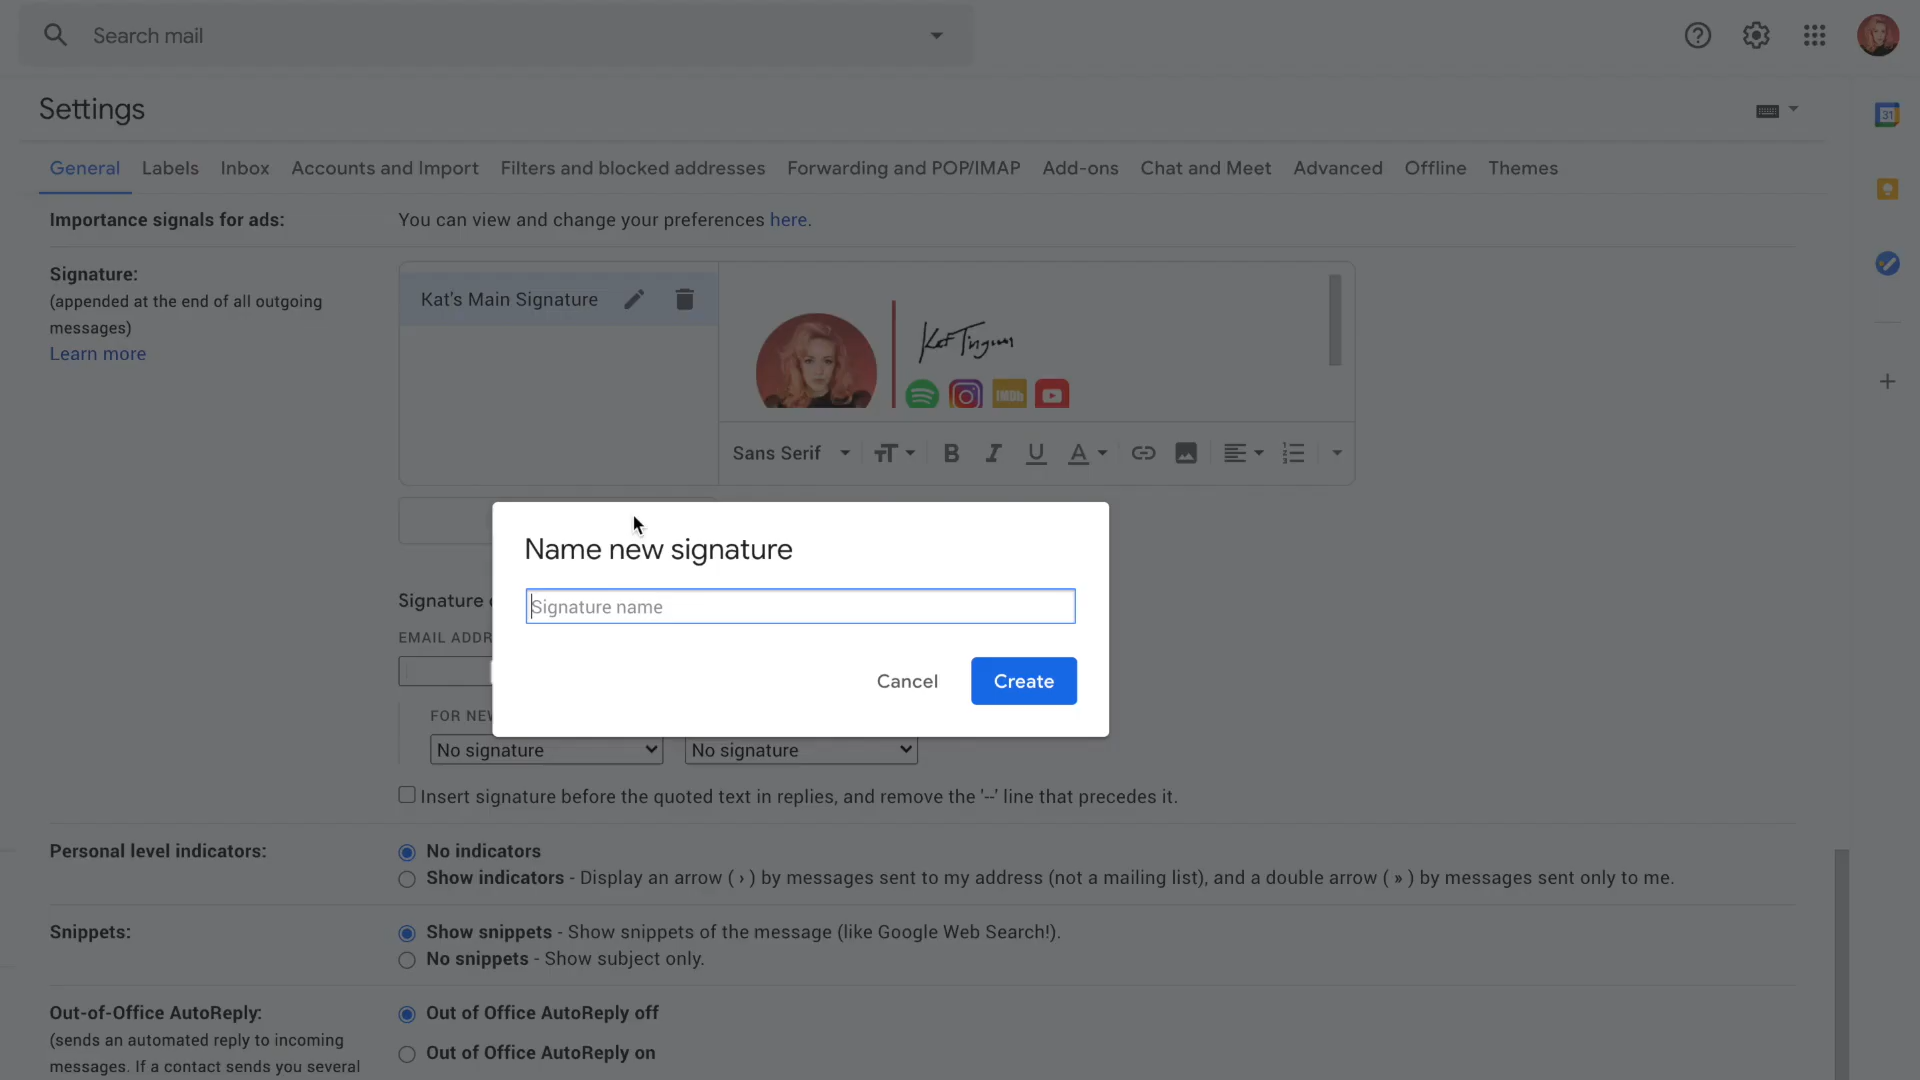 Search mail
Settings
General Labels Inbox Accounts and Import Filters and blocked addresses Forwarding and POP/IMAP Add-ons Chat and Meet Advanced Offline Themes
Importance signals for ads: You can view and change your preferences here.
Signature:
(appended at the end of all outgoing
messages)
Learn more
Kat's Main Signature
Kat Tingum
IMDb
31
Sans Serif
Name new signature
Signature name
Cancel Create
Signature
EMAIL ADDR
FOR NEW
No signature No signature
Insert signature before the quoted text in replies, and remove the '--' line that precedes it.
Personal level indicators: No indicators
Show indicators - Display an arrow ( › ) by messages sent to my address (not a mailing list), and a double arrow ( » ) by messages sent only to me.
Snippets: Show snippets - Show snippets of the message (like Google Web Search!).
No snippets - Show subject only.
Out-of-Office AutoReply: Out of Office AutoReply off
(sends an automated reply to incoming
messages. If a contact sends you several
Out of Office AutoReply on